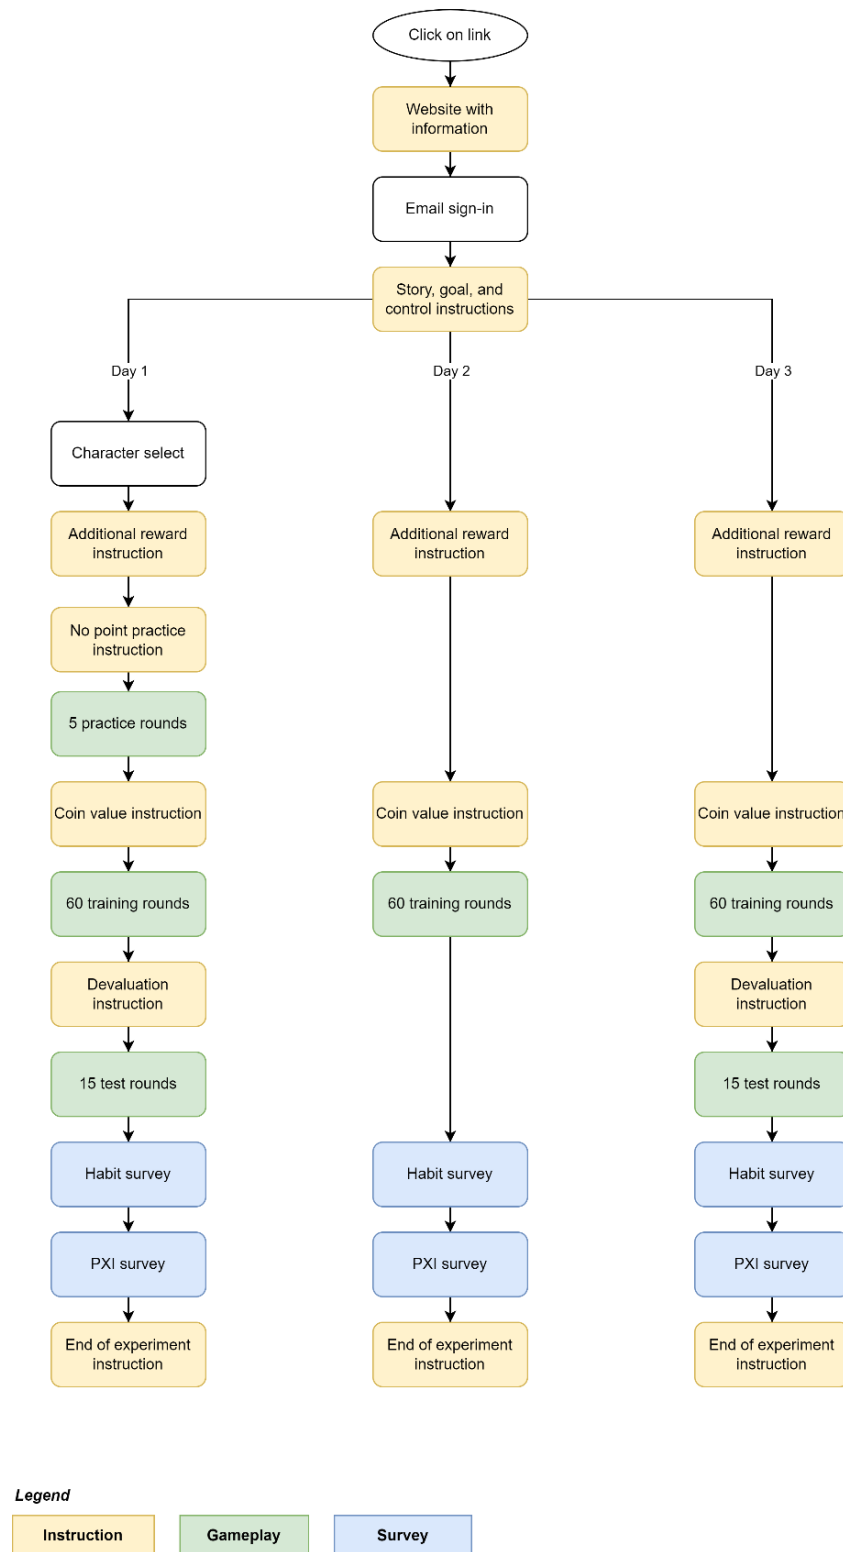 Click on link
Website with
information
Email sign-in
Story, goal, and
control instructions
Day 1
Day 2
Day 3
Character select
Additional reward
instruction
Additional reward
instruction
Additional reward
instruction
No point practice
instruction
5 practice rounds
Coin value instruction
Coin value instruction
Coin value instruction
60 training rounds
60 training rounds
60 training rounds
Devaluation
instruction
Devaluation
instruction
15 test rounds
15 test rounds
Habit survey
Habit survey
Habit survey
PXI survey
PXI survey
PXI survey
End of experiment
instruction
End of experiment
instruction
End of experiment
instruction
Legend
Instruction
Gameplay
Survey